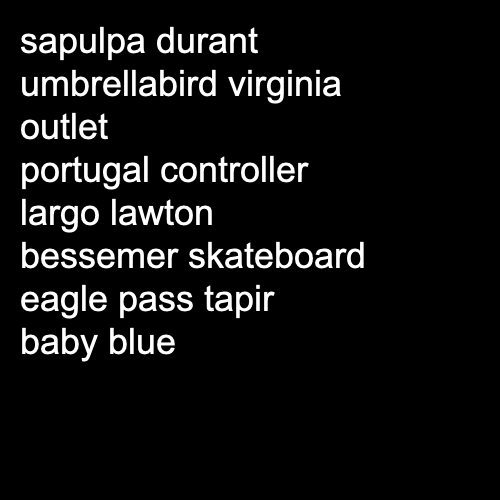 sapulpa durant
umbrellabird virginia
outlet
portugal controller
largo lawton
bessemer skateboard
eagle pass tapir
baby blue